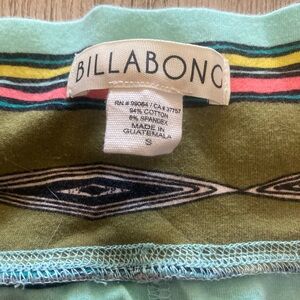 BILLABONG
RN # 99064 / CA # 37757
94% COTTON
6% SPANDEX
MADE IN
GUATEMALA
S